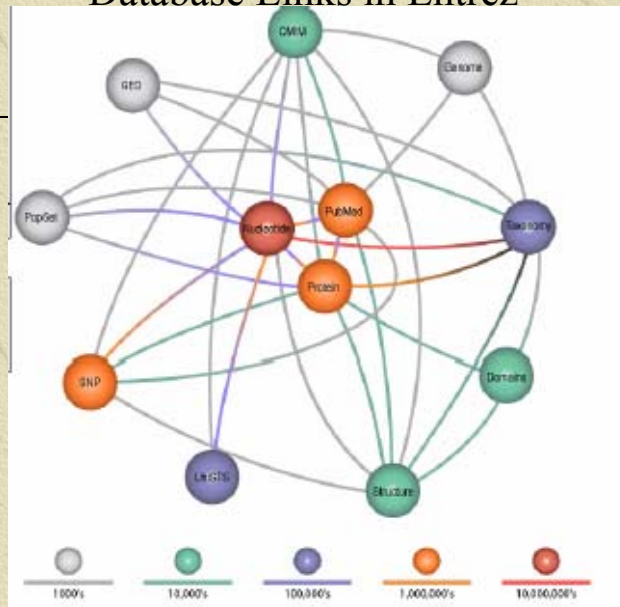 Database Links in Entrez
OMIM
Genome
GEO
PopSet
PubMed
Nucleotide
Taxonomy
Protein
SNP
Domains
UniSTS
Structure
1000's
10,000's
100,000's
1,000,000's
10,000,000's